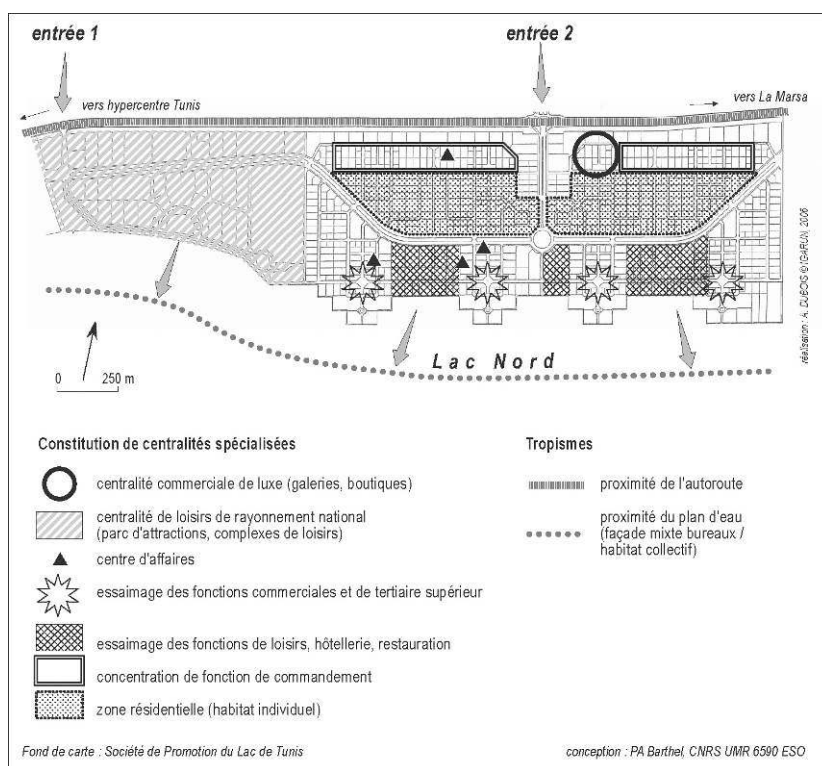 entrée 1
entrée 2
vers hypercentre Tunis
vers La Marsa
réalisation : A. DUBOIS © IGARUN, 2006
Lac Nord
0 250 m
Constitution de centralités spécialisées
centralité commerciale de luxe (galeries, boutiques)
centralité de loisirs de rayonnement national
(parc d'attractions, complexes de loisirs)
centre d'affaires
essaimage des fonctions commerciales et de tertiaire supérieur
essaimage des fonctions de loisirs, hôtellerie, restauration
concentration de fonction de commandement
zone résidentielle (habitat individuel)
Tropismes
proximité de l'autoroute
proximité du plan d'eau
(façade mixte bureaux /
habitat collectif)
Fond de carte : Société de Promotion du Lac de Tunis
conception : PA Barthel, CNRS UMR 6590 ESO